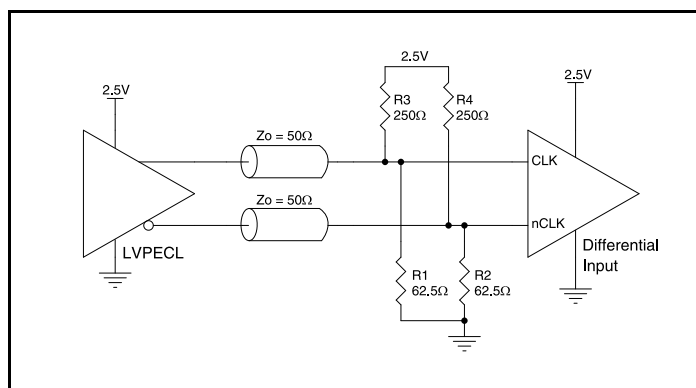 2.5V
2.5V
2.5V
R3
250Ω
R4
250Ω
Zo = 50Ω
CLK
Zo = 50Ω
nCLK
LVPECL
Differential
Input
R1
62.5Ω
R2
62.5Ω